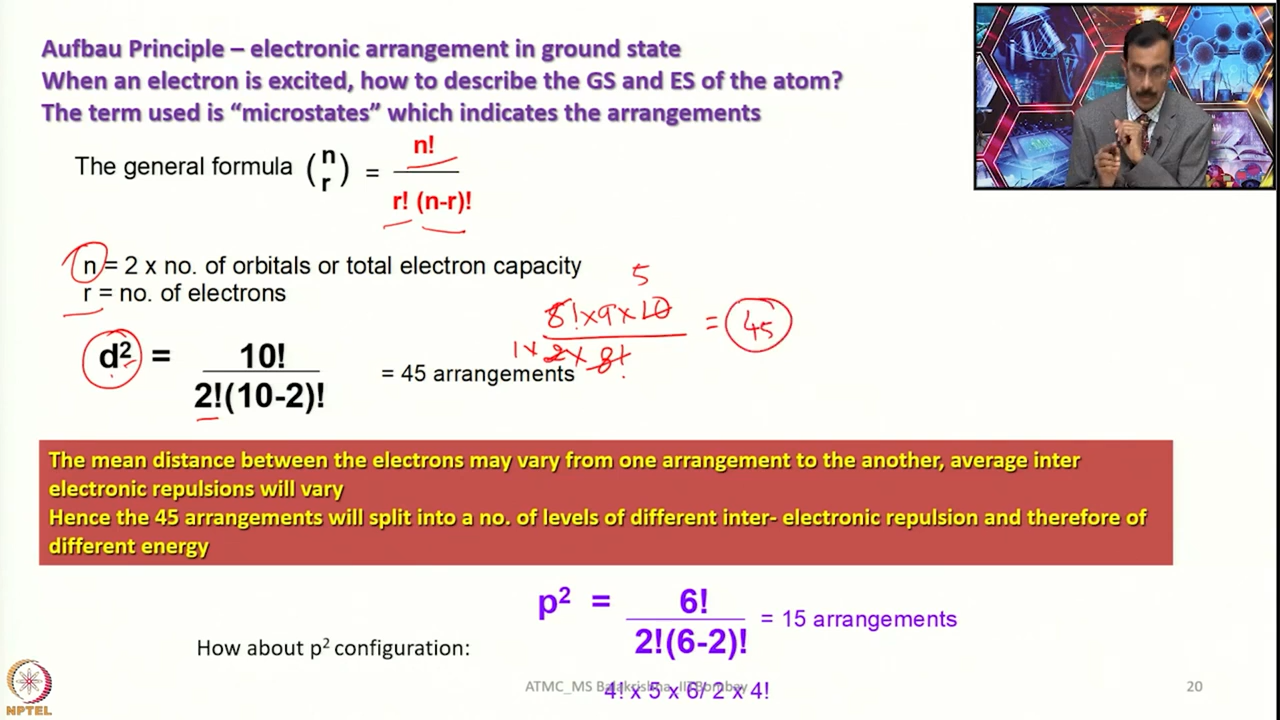 Aufbau Principle – electronic arrangement in ground state
When an electron is excited, how to describe the GS and ES of the atom?
The term used is “microstates” which indicates the arrangements
The general formula (n r) = n! / r! (n-r)!
n = 2 x no. of orbitals or total electron capacity
r = no. of electrons
5
8! x 9 x 10 = 45
1 x 2 x 8!
d² = 10! / 2!(10-2)! = 45 arrangements
The mean distance between the electrons may vary from one arrangement to the another, average inter
electronic repulsions will vary
Hence the 45 arrangements will split into a no. of levels of different inter- electronic repulsion and therefore of
different energy
p² = 6! / 2!(6-2)! = 15 arrangements
How about p² configuration:
4! x 5 x 6/ 2 x 4!
ATMC_MS Balakrishna, IIT Bombay
20
NPTEL